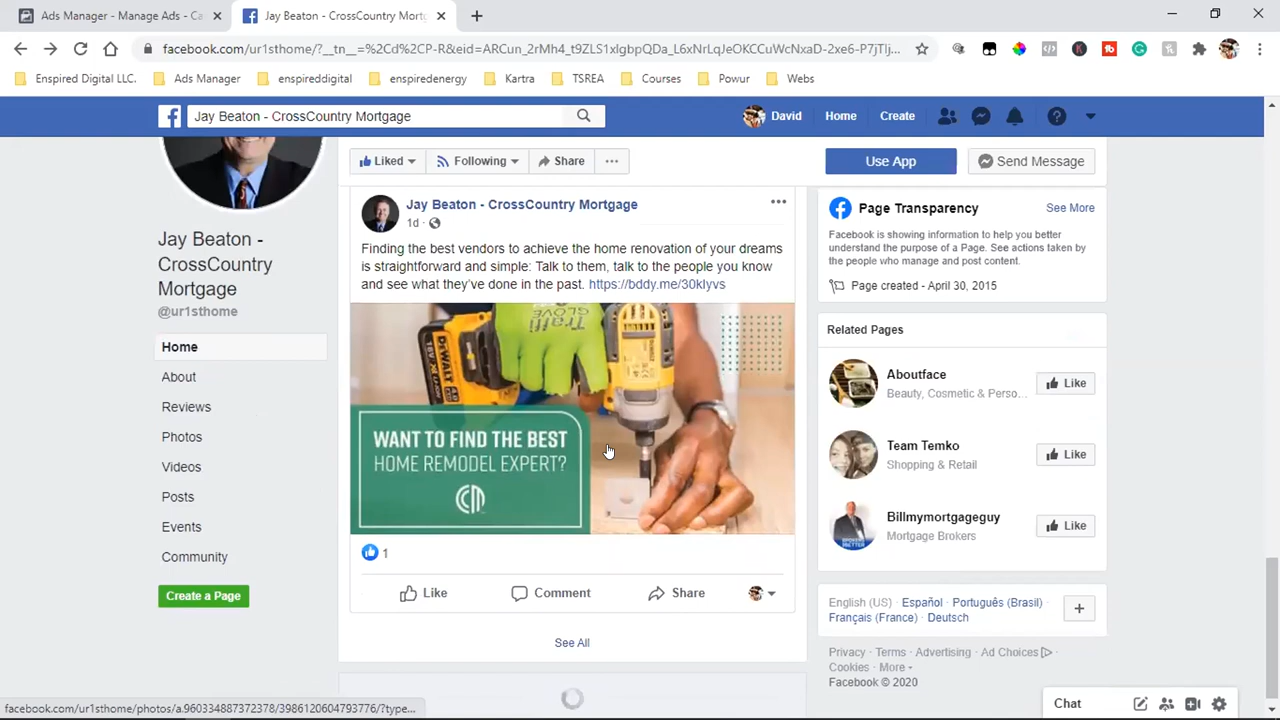 Ads Manager - Manage Ads - Ca
Jay Beaton - CrossCountry Mortg
facebook.com/ur1sthome/?__tn__=%2Cd%2CP-R&eid=ARCun_2rMh4_t9ZLS1xIgbpQDa_L6xNrLqJeOKCCuWcNxaD-2xe6-P7jTlj...
Enspired Digital LLC.
Ads Manager
enspireddigital
enspiredenergy
Kartra
TSREA
Courses
Powur
Webs
Jay Beaton - CrossCountry Mortgage
David
Home
Create
Liked
Following
Share
Use App
Send Message
Jay Beaton -
CrossCountry
Mortgage
@ur1sthome
Home
About
Reviews
Photos
Videos
Posts
Events
Community
Create a Page
Jay Beaton - CrossCountry Mortgage
1d ·
Finding the best vendors to achieve the home renovation of your dreams
is straightforward and simple: Talk to them, talk to the people you know
and see what they've done in the past. https://bddy.me/30kIyvs
Traffi
GLOVE
DEWALT
WANT TO FIND THE BEST
HOME REMODEL EXPERT?
CCM
1
Like
Comment
Share
See All
Page Transparency
See More
Facebook is showing information to help you better
understand the purpose of a Page. See actions taken by
the people who manage and post content.
Page created - April 30, 2015
Related Pages
Aboutface
Beauty, Cosmetic & Perso...
Like
Team Temko
Shopping & Retail
Like
Billmymortgageguy
Mortgage Brokers
Like
English (US) · Español · Português (Brasil) ·
Français (France) · Deutsch
Privacy · Terms · Advertising · Ad Choices ·
Cookies · More
Facebook © 2020
Chat
facebook.com/ur1sthome/photos/a.960334887372378/3986120604793776/?type...